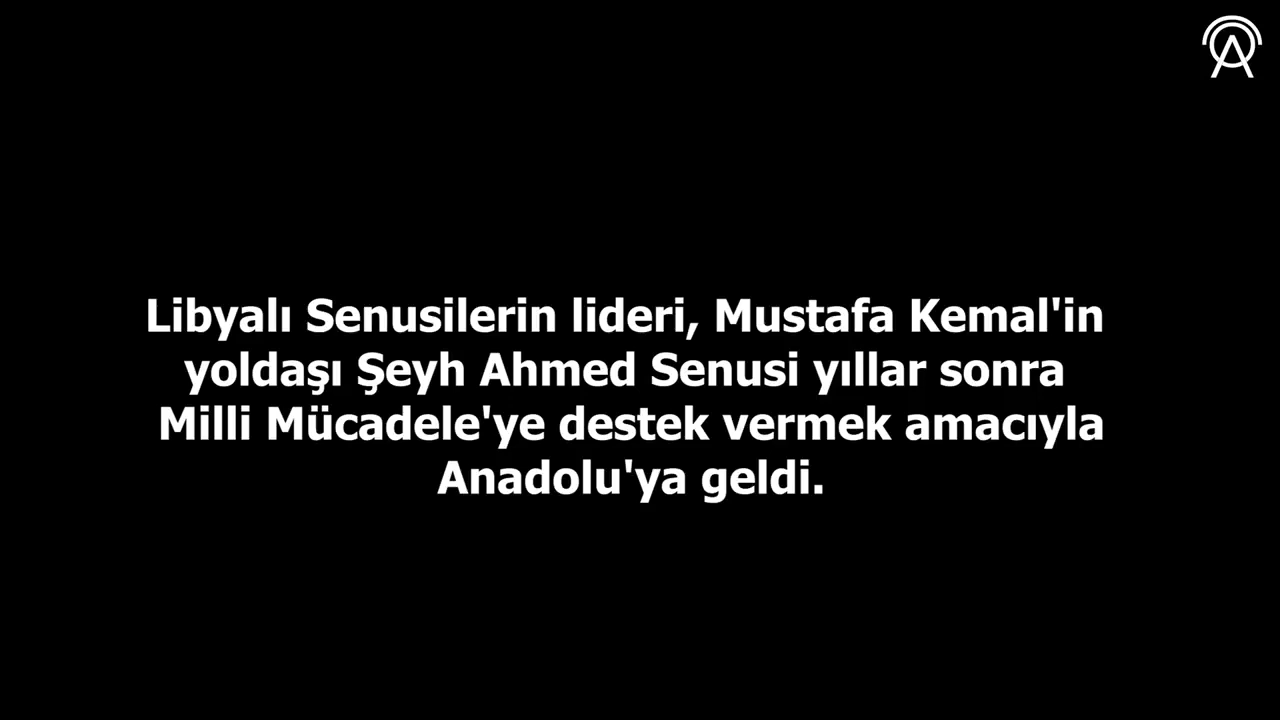 Libyalı Senusilerin lideri, Mustafa Kemal'in
yoldaşı Şeyh Ahmed Senusi yıllar sonra
Milli Mücadele'ye destek vermek amacıyla
Anadolu'ya geldi.